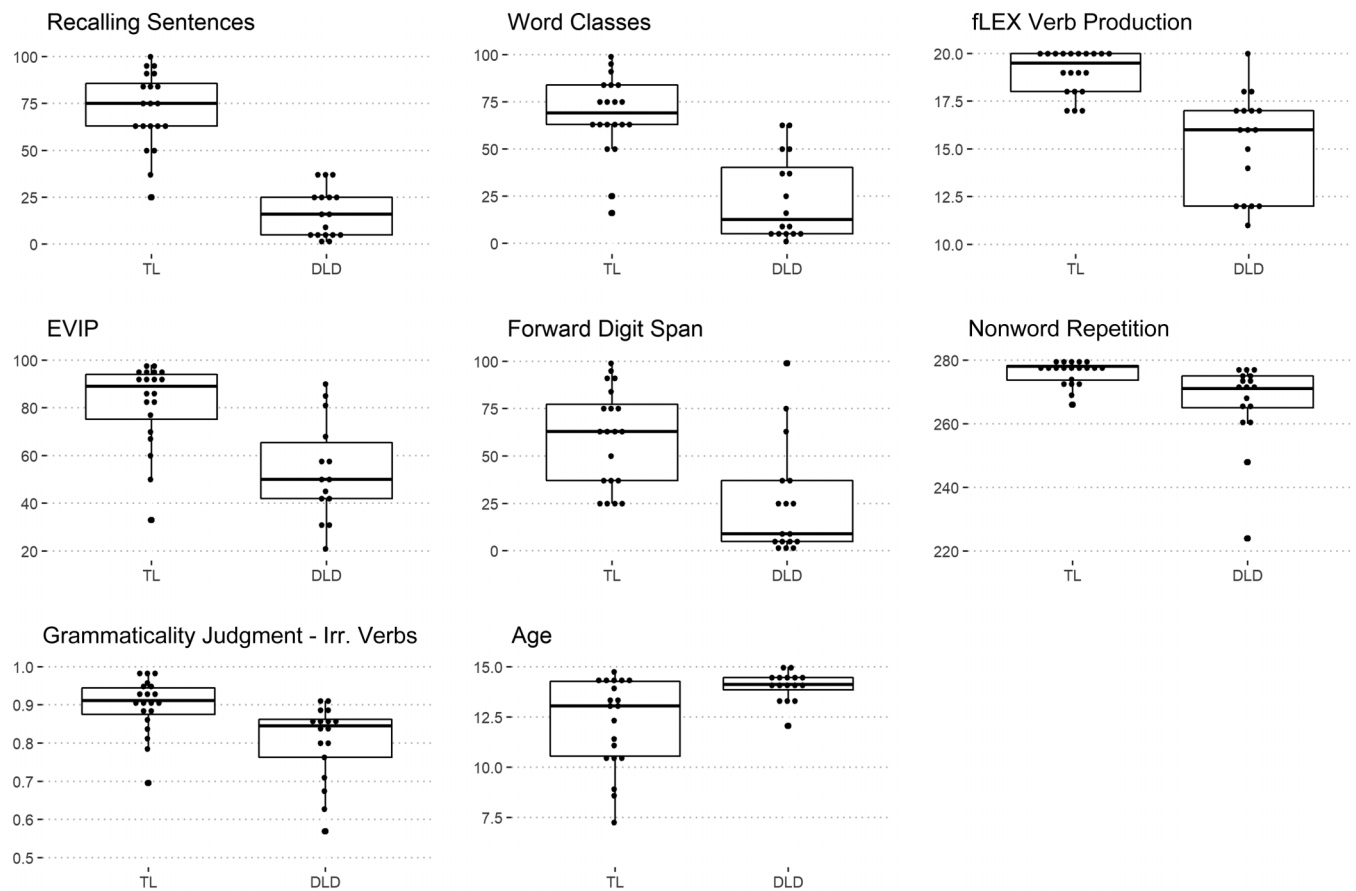 Recalling Sentences
100
75
50
25
0
TL
DLD
Word Classes
100
75
50
25
0
TL
DLD
fLEX Verb Production
20.0
17.5
15.0
12.5
10.0
TL
DLD
EVIP
100
80
60
40
20
TL
DLD
Forward Digit Span
100
75
50
25
0
TL
DLD
Nonword Repetition
280
260
240
220
TL
DLD
Grammaticality Judgment - Irr. Verbs
1.0
0.9
0.8
0.7
0.6
0.5
TL
DLD
Age
15.0
12.5
10.0
7.5
TL
DLD